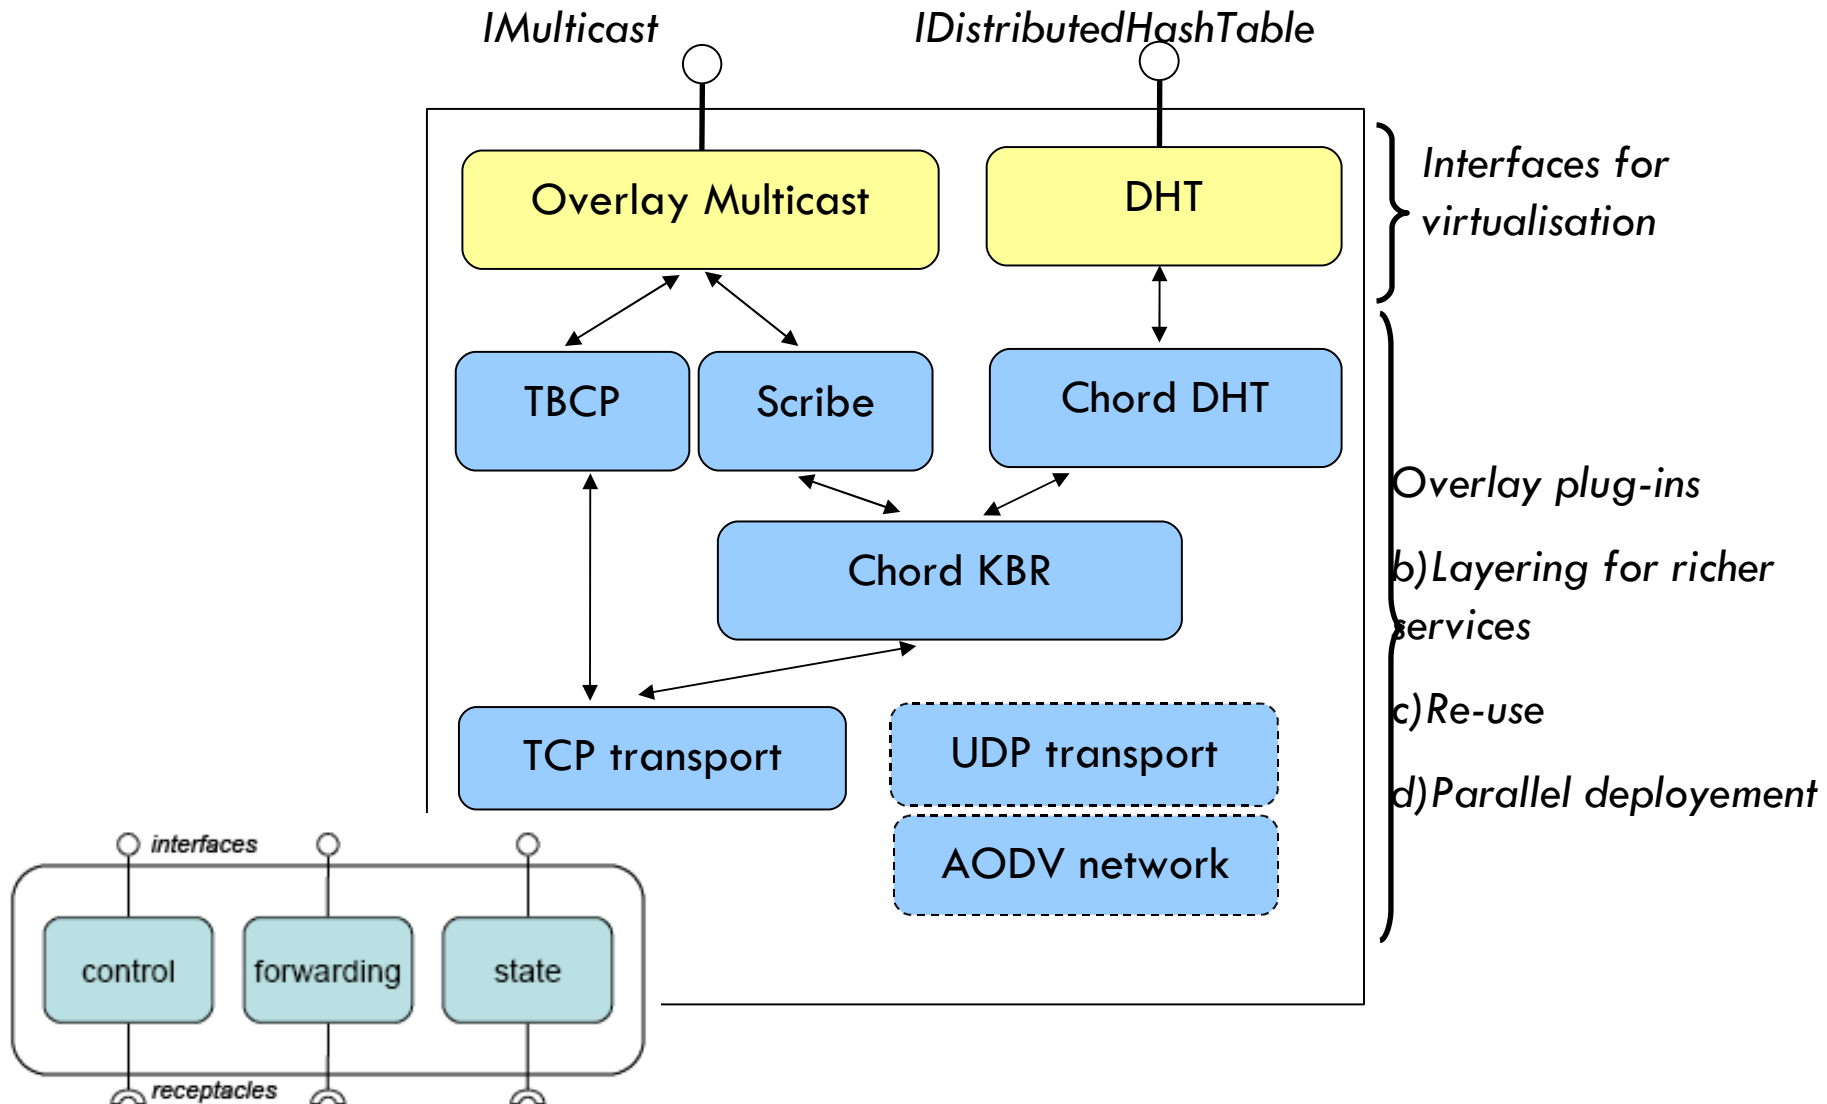 IMulticast
IDistributedHashTable
Overlay Multicast
DHT
Interfaces for
virtualisation
TBCP
Scribe
Chord DHT
Overlay plug-ins
b)Layering for richer
services
Chord KBR
c)Re-use
TCP transport
UDP transport
d)Parallel deployement
AODV network
interfaces
control
forwarding
state
receptacles